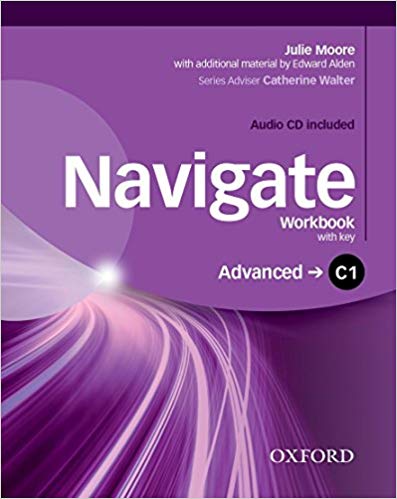 Julie Moore
with additional material by Edward Alden
Series Adviser Catherine Walter
Audio CD included
Navigate
Workbook
with key
Advanced → C1
OXFORD